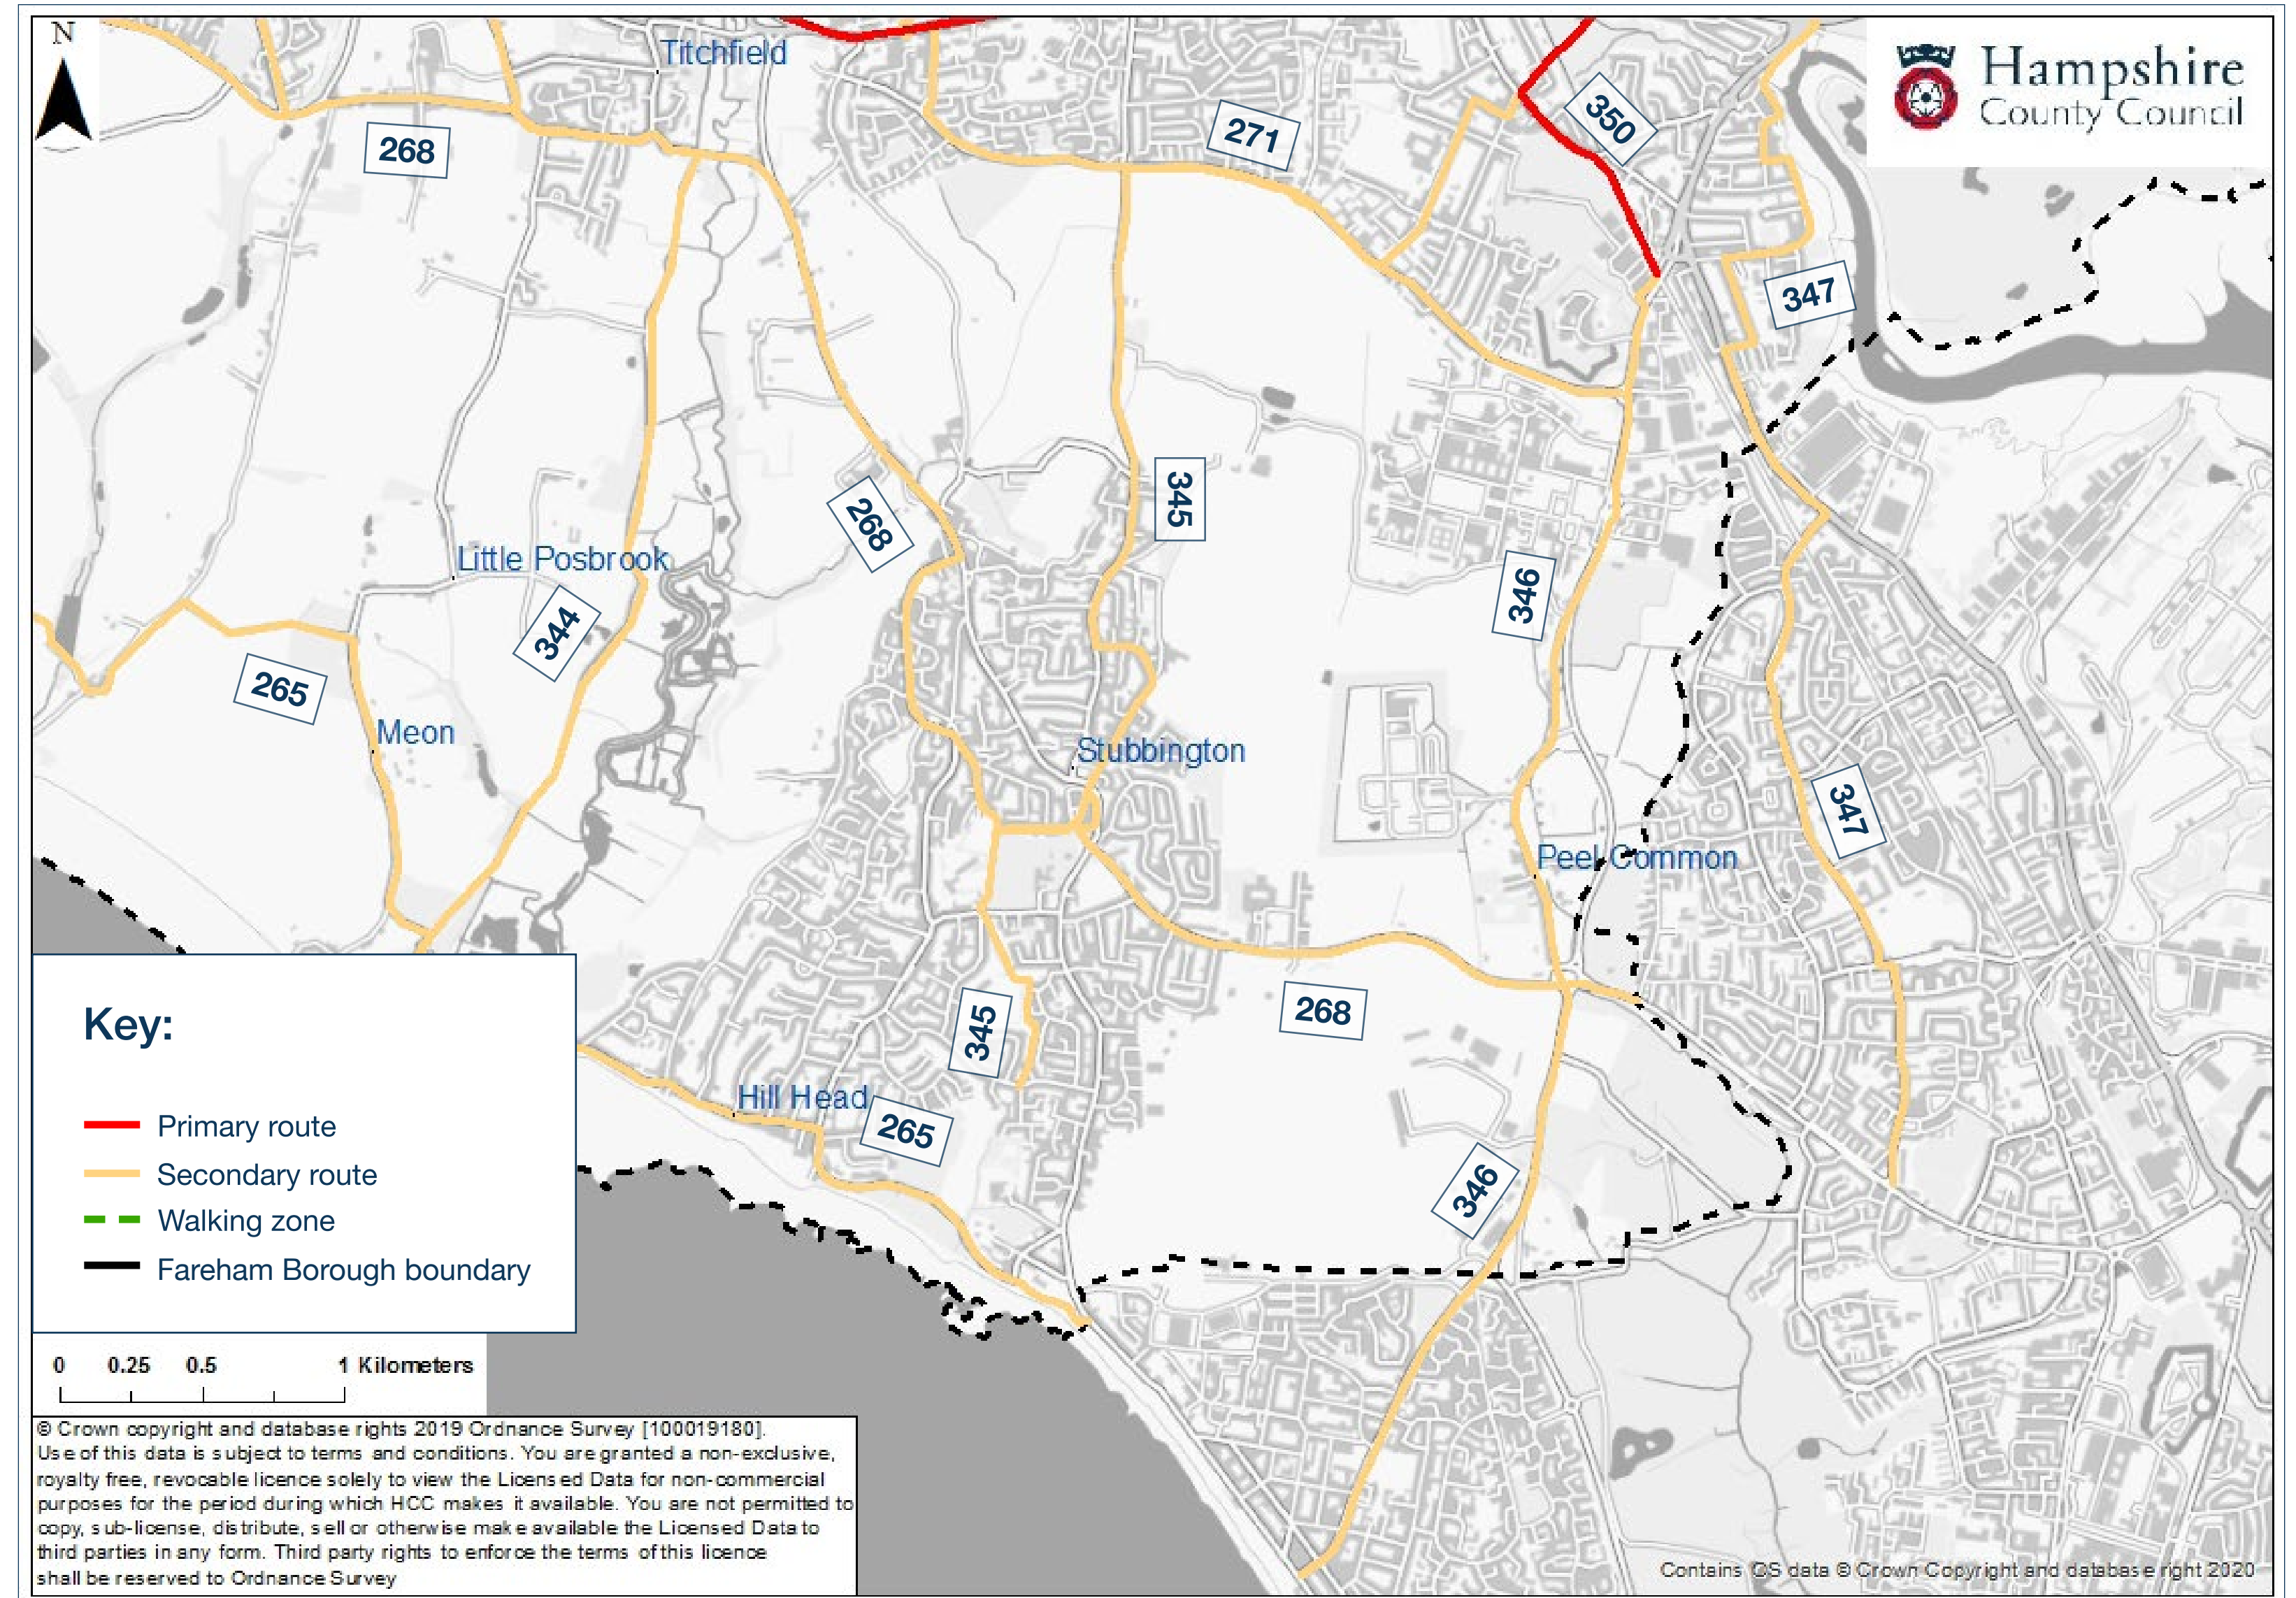 N
Titchfield
Hampshire
County Council
350
271
268
347
345
268
Little Posbrook
346
344
265
Meon
Stubbington
347
Peel Common
268
345
Hill Head
265
346
Key:
Primary route
Secondary route
Walking zone
Fareham Borough boundary
0 0.25 0.5 1 Kilometers
© Crown copyright and database rights 2019 Ordnance Survey [100019180].
Use of this data is subject to terms and conditions. You are granted a non-exclusive,
royalty free, revocable licence solely to view the Licensed Data for non-commercial
purposes for the period during which HCC makes it available. You are not permitted to
copy, sub-license, distribute, sell or otherwise make available the Licensed Data to
third parties in any form. Third party rights to enforce the terms of this licence
shall be reserved to Ordnance Survey
Contains OS data © Crown Copyright and database right 2020